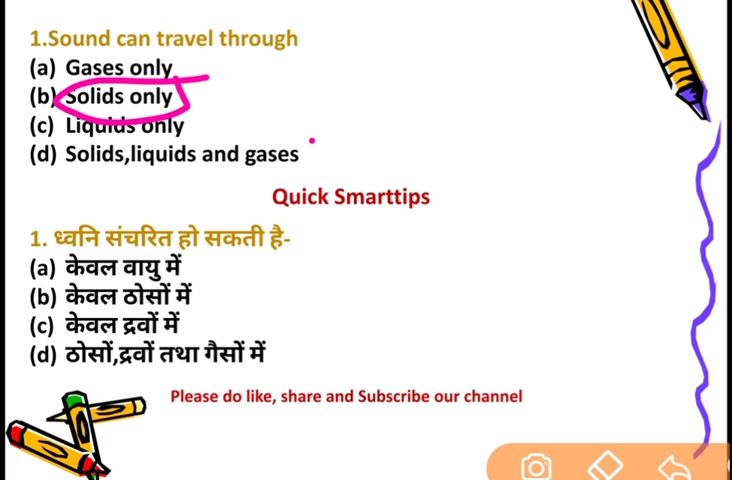 1.Sound can travel through
(a) Gases only
(b) Solids only
(c) Liquids only
(d) Solids,liquids and gases
Quick Smarttips
1. ध्वनि संचरित हो सकती है-
(a) केवल वायु में
(b) केवल ठोसों में
(c) केवल द्रवों में
(d) ठोसों,द्रवों तथा गैसों में
Please do like, share and Subscribe our channel